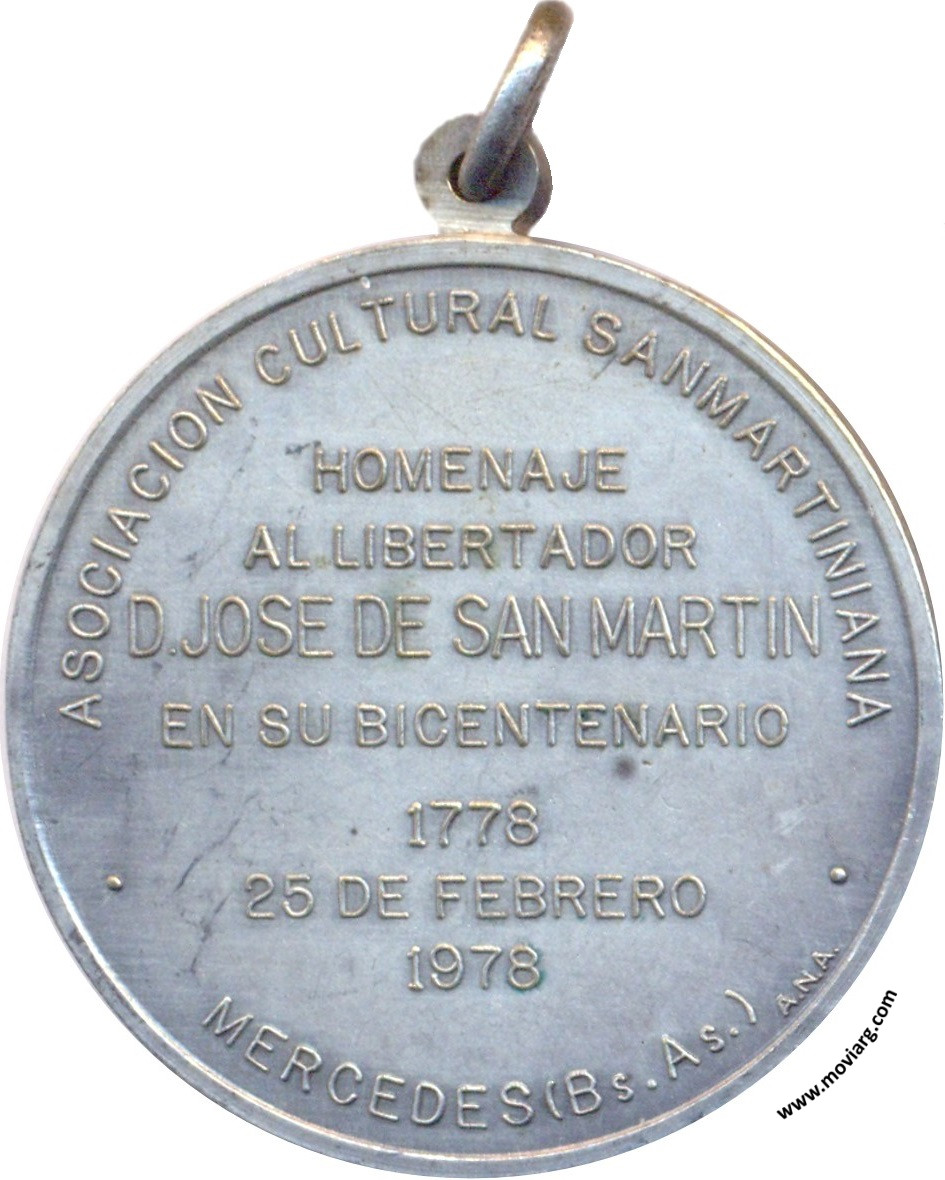 ASOCIACION CULTURAL SANMARTINIANA
HOMENAJE
AL LIBERTADOR
D. JOSE DE SAN MARTIN
EN SU BICENTENARIO
1778
25 DE FEBRERO
1978
MERCEDES (Bs. As.)
A.N.A.
www.moviarg.com